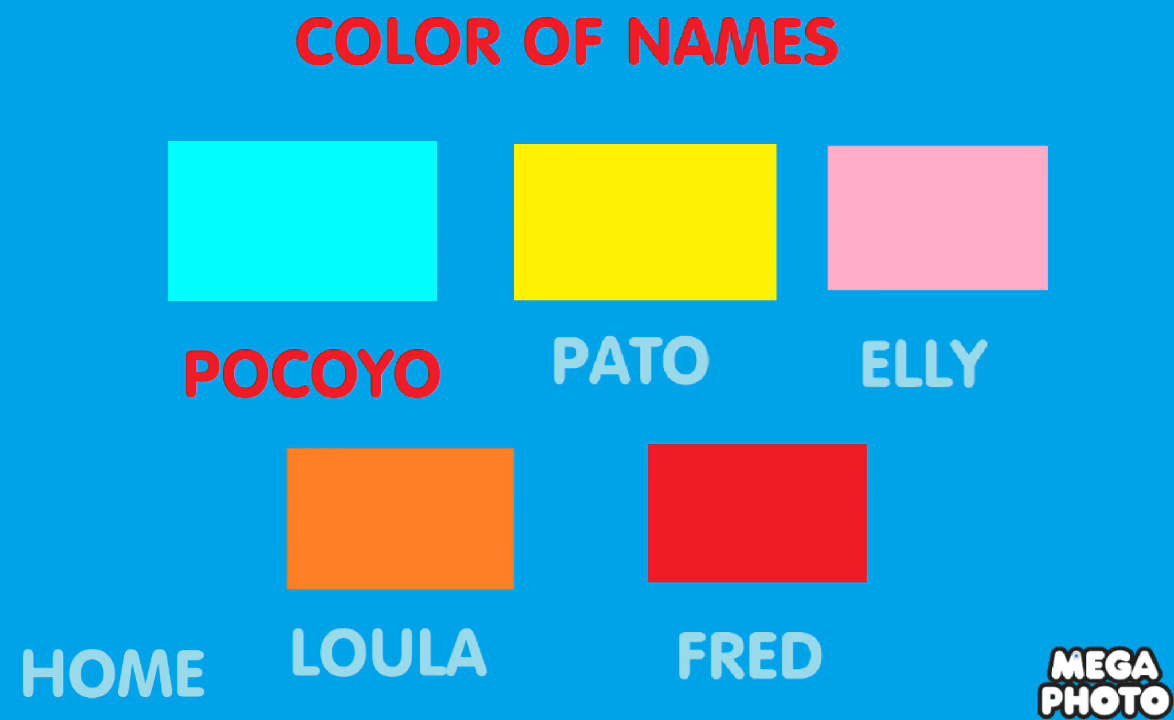 COLOR OF NAMES
POCOYO
PATO
ELLY
LOULA
FRED
HOME
MEGA
PHOTO